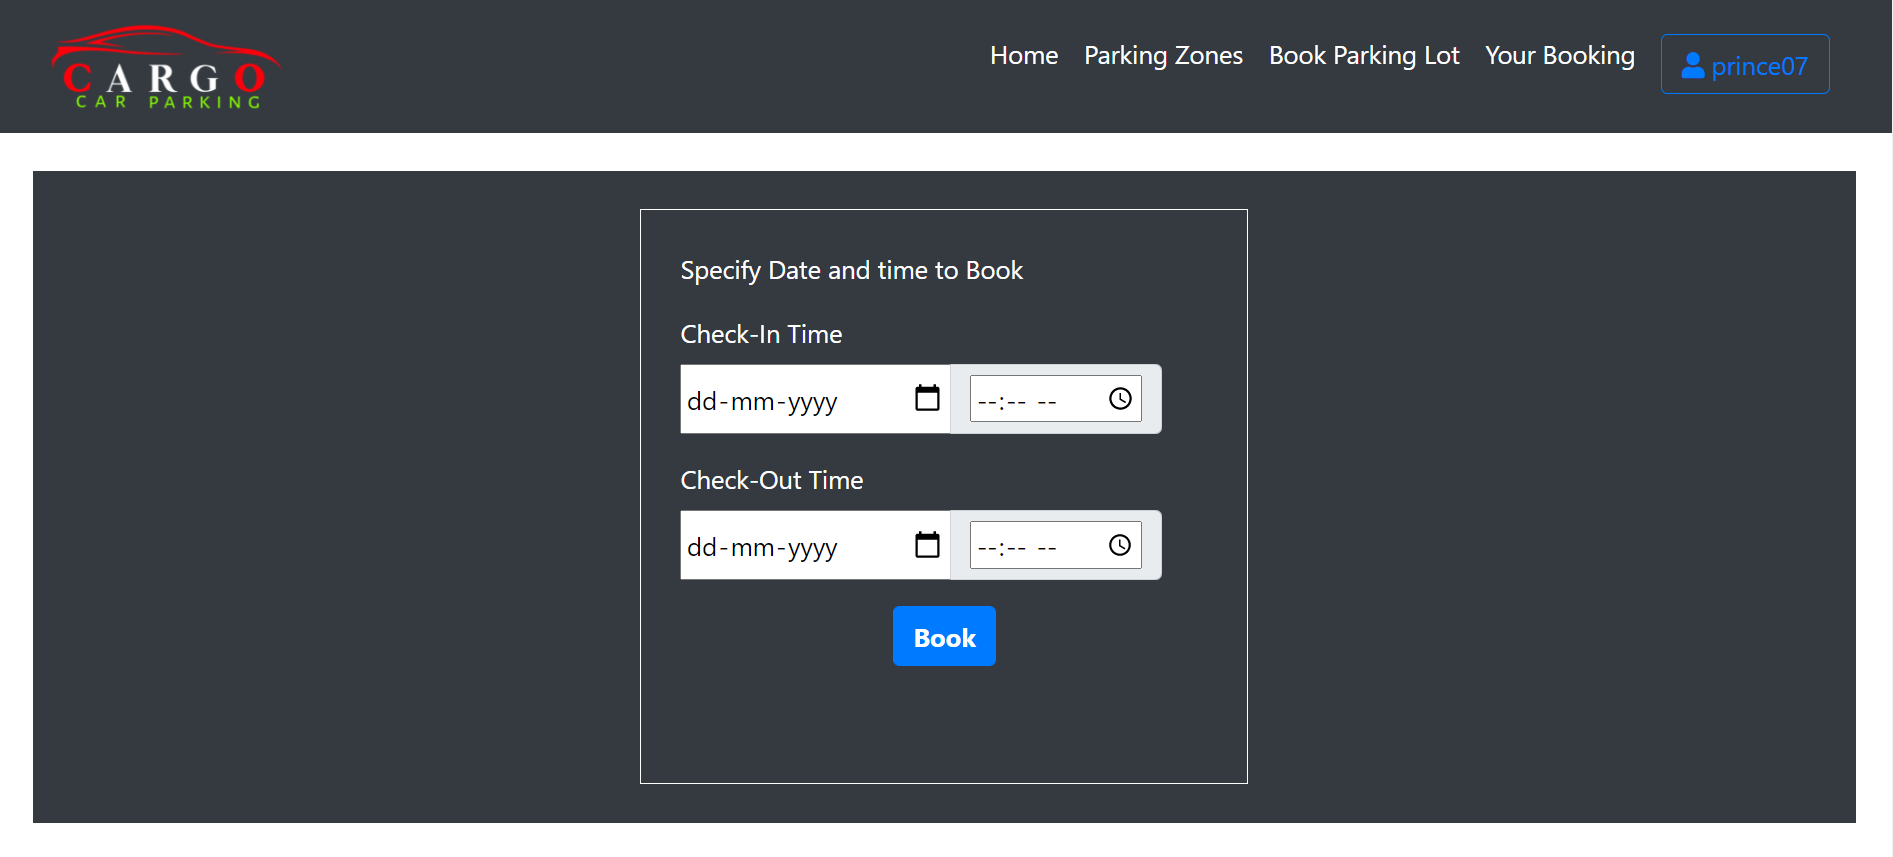 CARGO
CAR PARKING
Home Parking Zones Book Parking Lot Your Booking prince07
Specify Date and time to Book
Check-In Time
dd-mm-yyyy --:-- --
Check-Out Time
dd-mm-yyyy --:-- --
Book